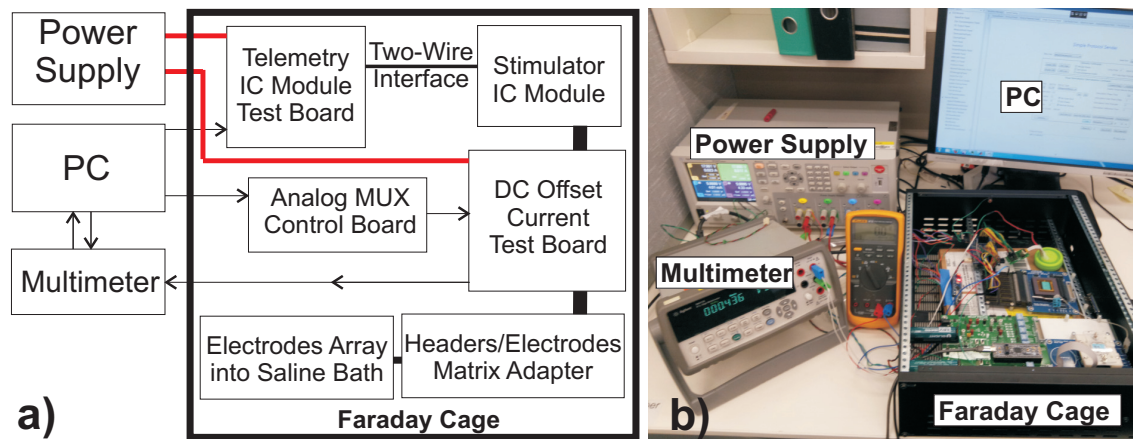 Power
Supply
Telemetry
IC Module
Test Board
Two-Wire
Interface
Stimulator
IC Module
PC
Analog MUX
Control Board
DC Offset
Current
Test Board
Multimeter
Electrodes Array
into Saline Bath
Headers/Electrodes
Matrix Adapter
Faraday Cage
a)
PC
Power Supply
Multimeter
000.436
Faraday Cage
b)